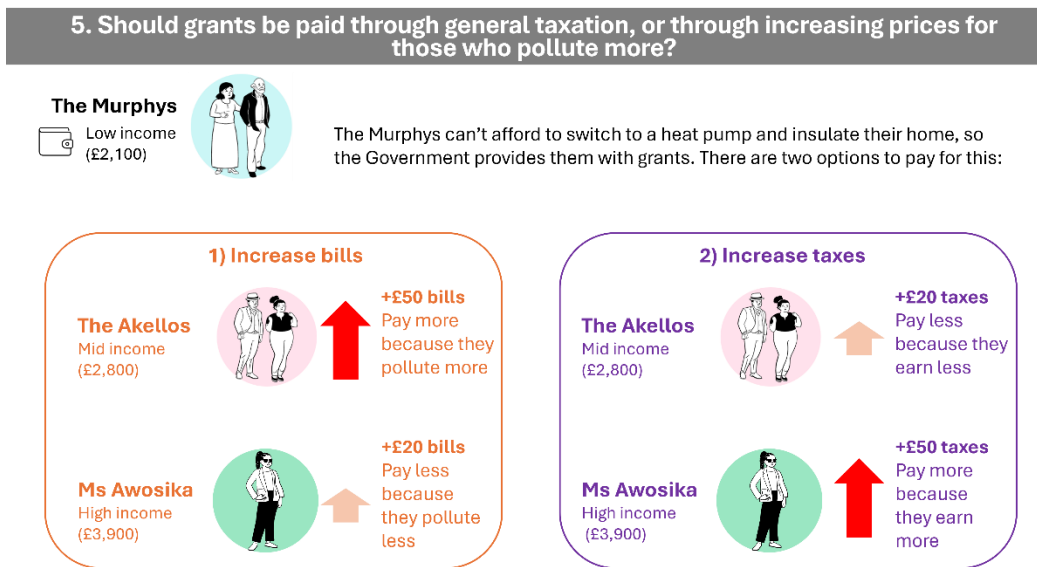 5. Should grants be paid through general taxation, or through increasing prices for
those who pollute more?
The Murphys
Low income
(£2,100)
The Murphys can’t afford to switch to a heat pump and insulate their home, so
the Government provides them with grants. There are two options to pay for this:
1) Increase bills
The Akellos
Mid income
(£2,800)
+£50 bills
Pay more
because they
pollute more
Ms Awosika
High income
(£3,900)
+£20 bills
Pay less
because
they pollute
less
2) Increase taxes
The Akellos
Mid income
(£2,800)
+£20 taxes
Pay less
because they
earn less
Ms Awosika
High income
(£3,900)
+£50 taxes
Pay more
because
they earn
more